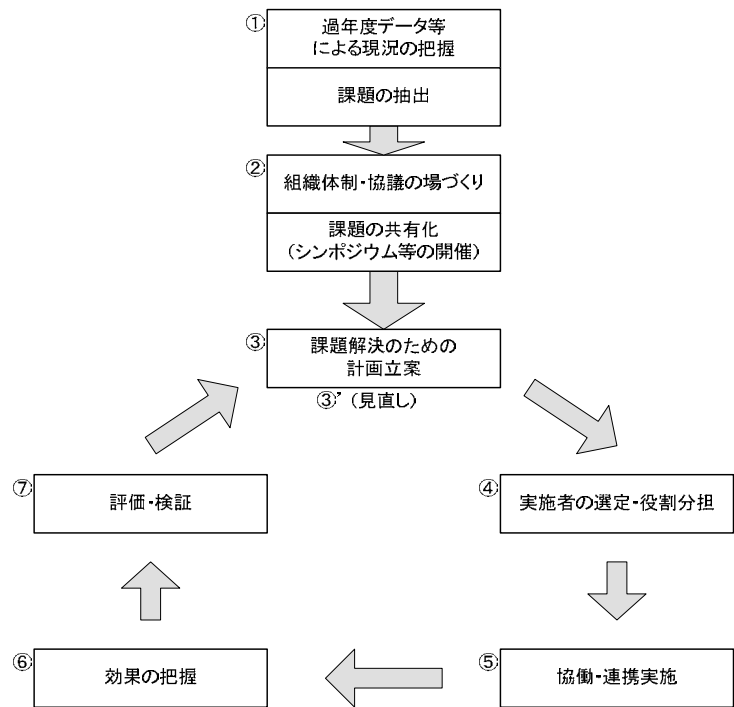 ①
過年度データ等
による現況の把握
課題の抽出
②
組織体制・協議の場づくり
課題の共有化
(シンポジウム等の開催)
③
課題解決のための
計画立案
③’(見直し)
④
実施者の選定・役割分担
⑤
協働・連携実施
⑥
効果の把握
⑦
評価・検証